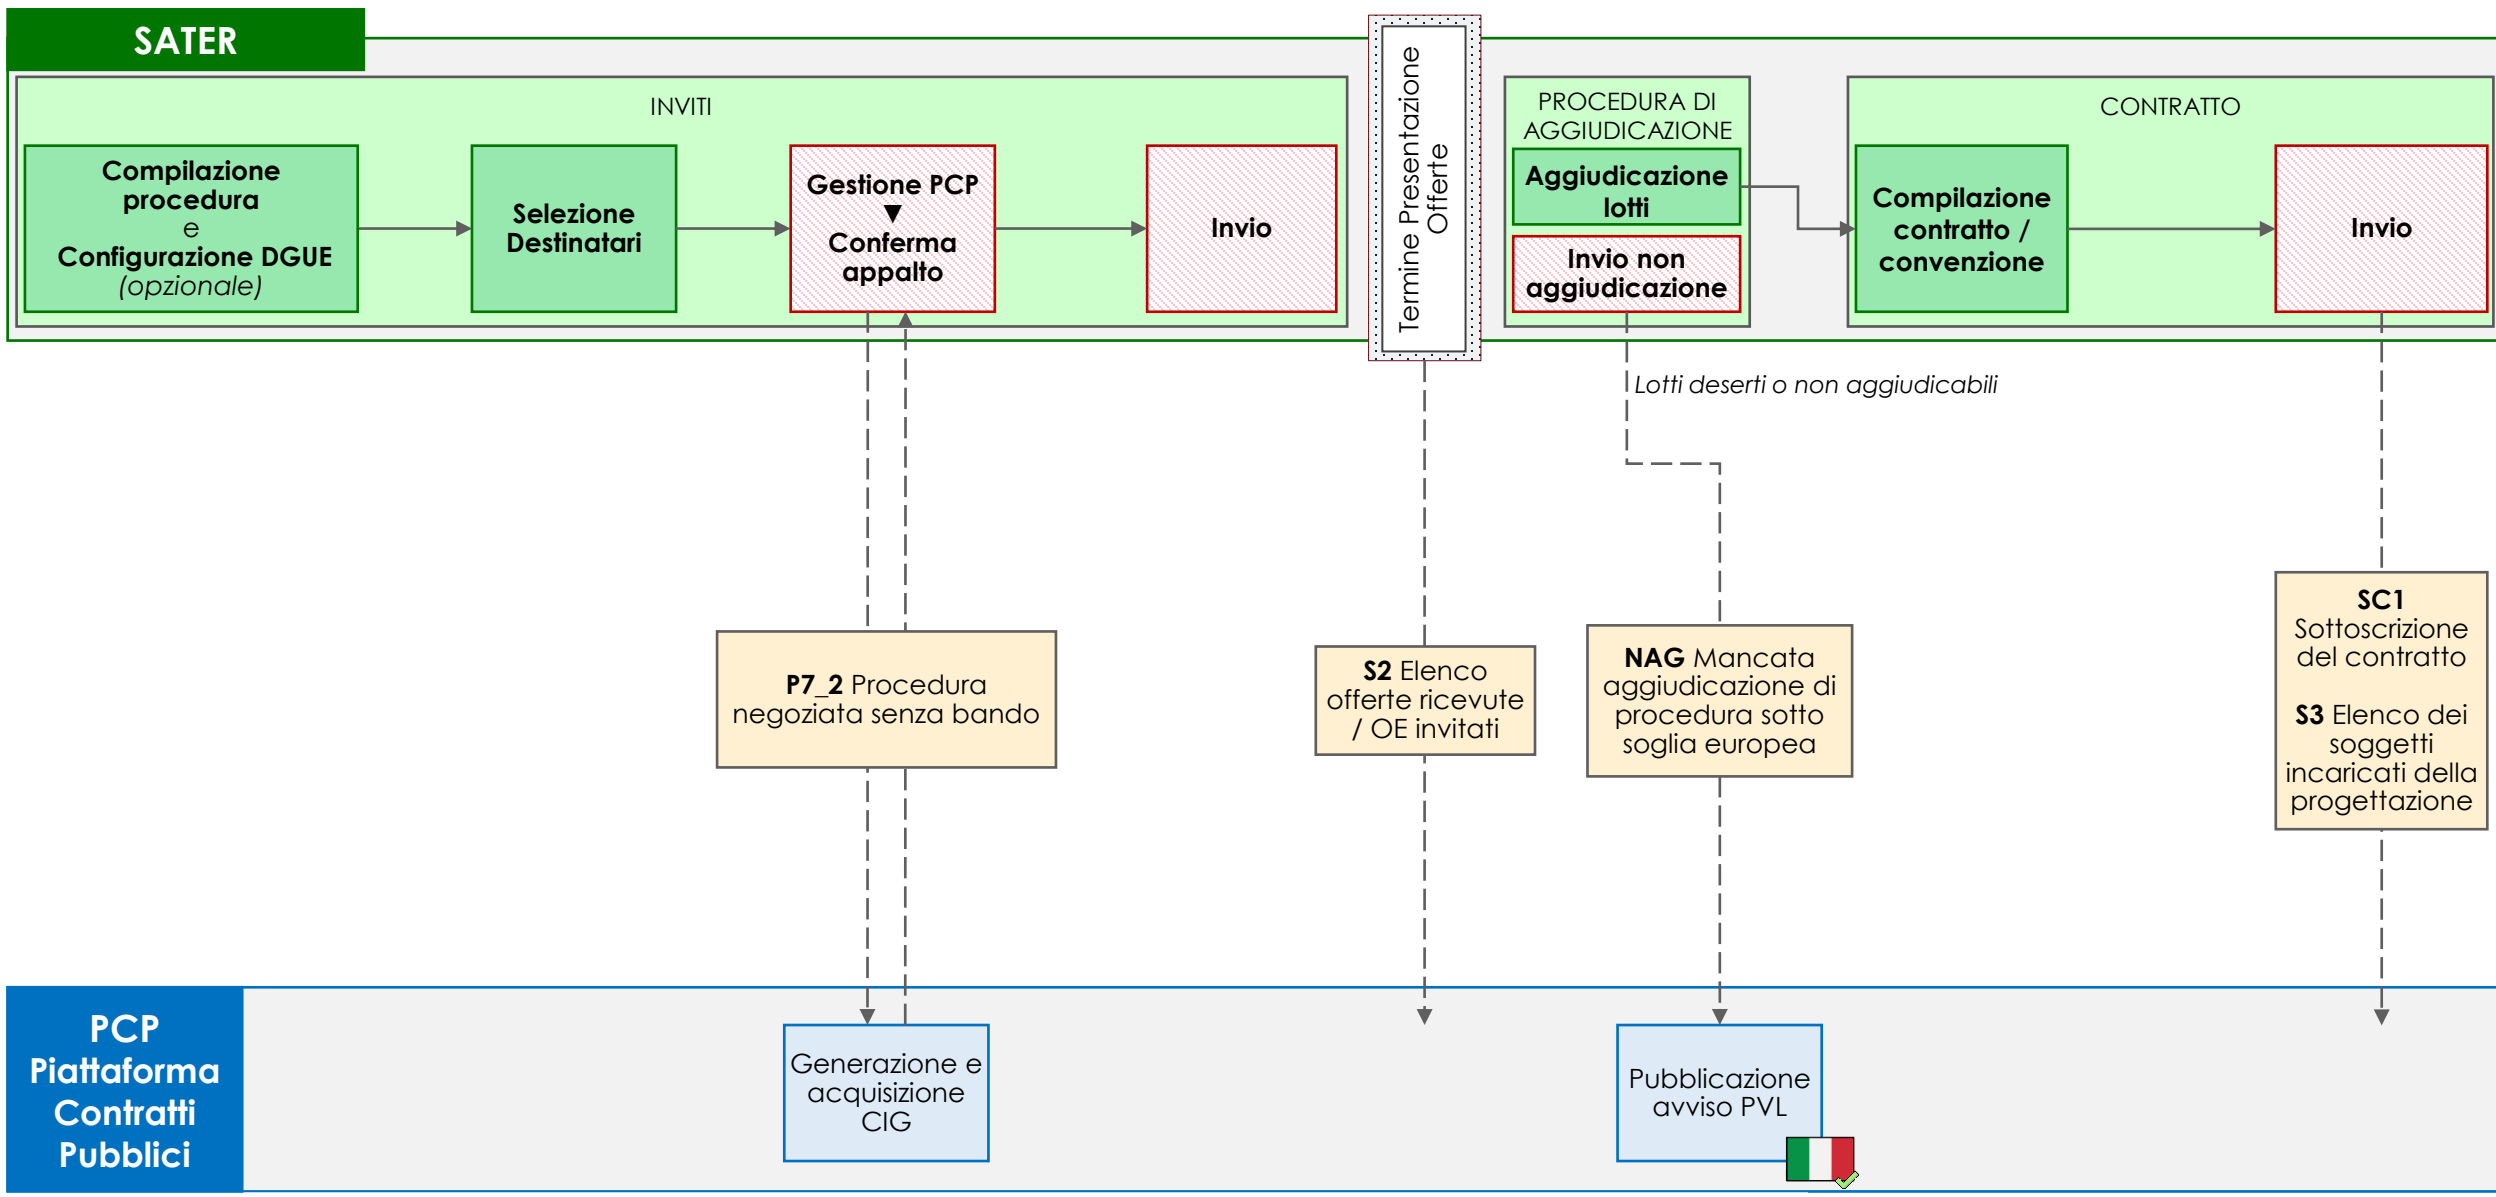 SATER
INVITI
Compilazione
procedura
e
Configurazione DGUE
(opzionale)
Selezione
Destinatari
Gestione PCP
▼
Conferma
appalto
Invio
Termine Presentazione
Offerte
PROCEDURA DI
AGGIUDICAZIONE
Aggiudicazione
lotti
Invio non
aggiudicazione
CONTRATTO
Compilazione
contratto /
convenzione
Invio
Lotti deserti o non aggiudicabili
P7_2 Procedura
negoziata senza bando
S2 Elenco
offerte ricevute
/ OE invitati
NAG Mancata
aggiudicazione di
procedura sotto
soglia europea
SC1
Sottoscrizione
del contratto
S3 Elenco dei
soggetti
incaricati della
progettazione
PCP
Piattaforma
Contratti
Pubblici
Generazione e
acquisizione
CIG
Pubblicazione
avviso PVL